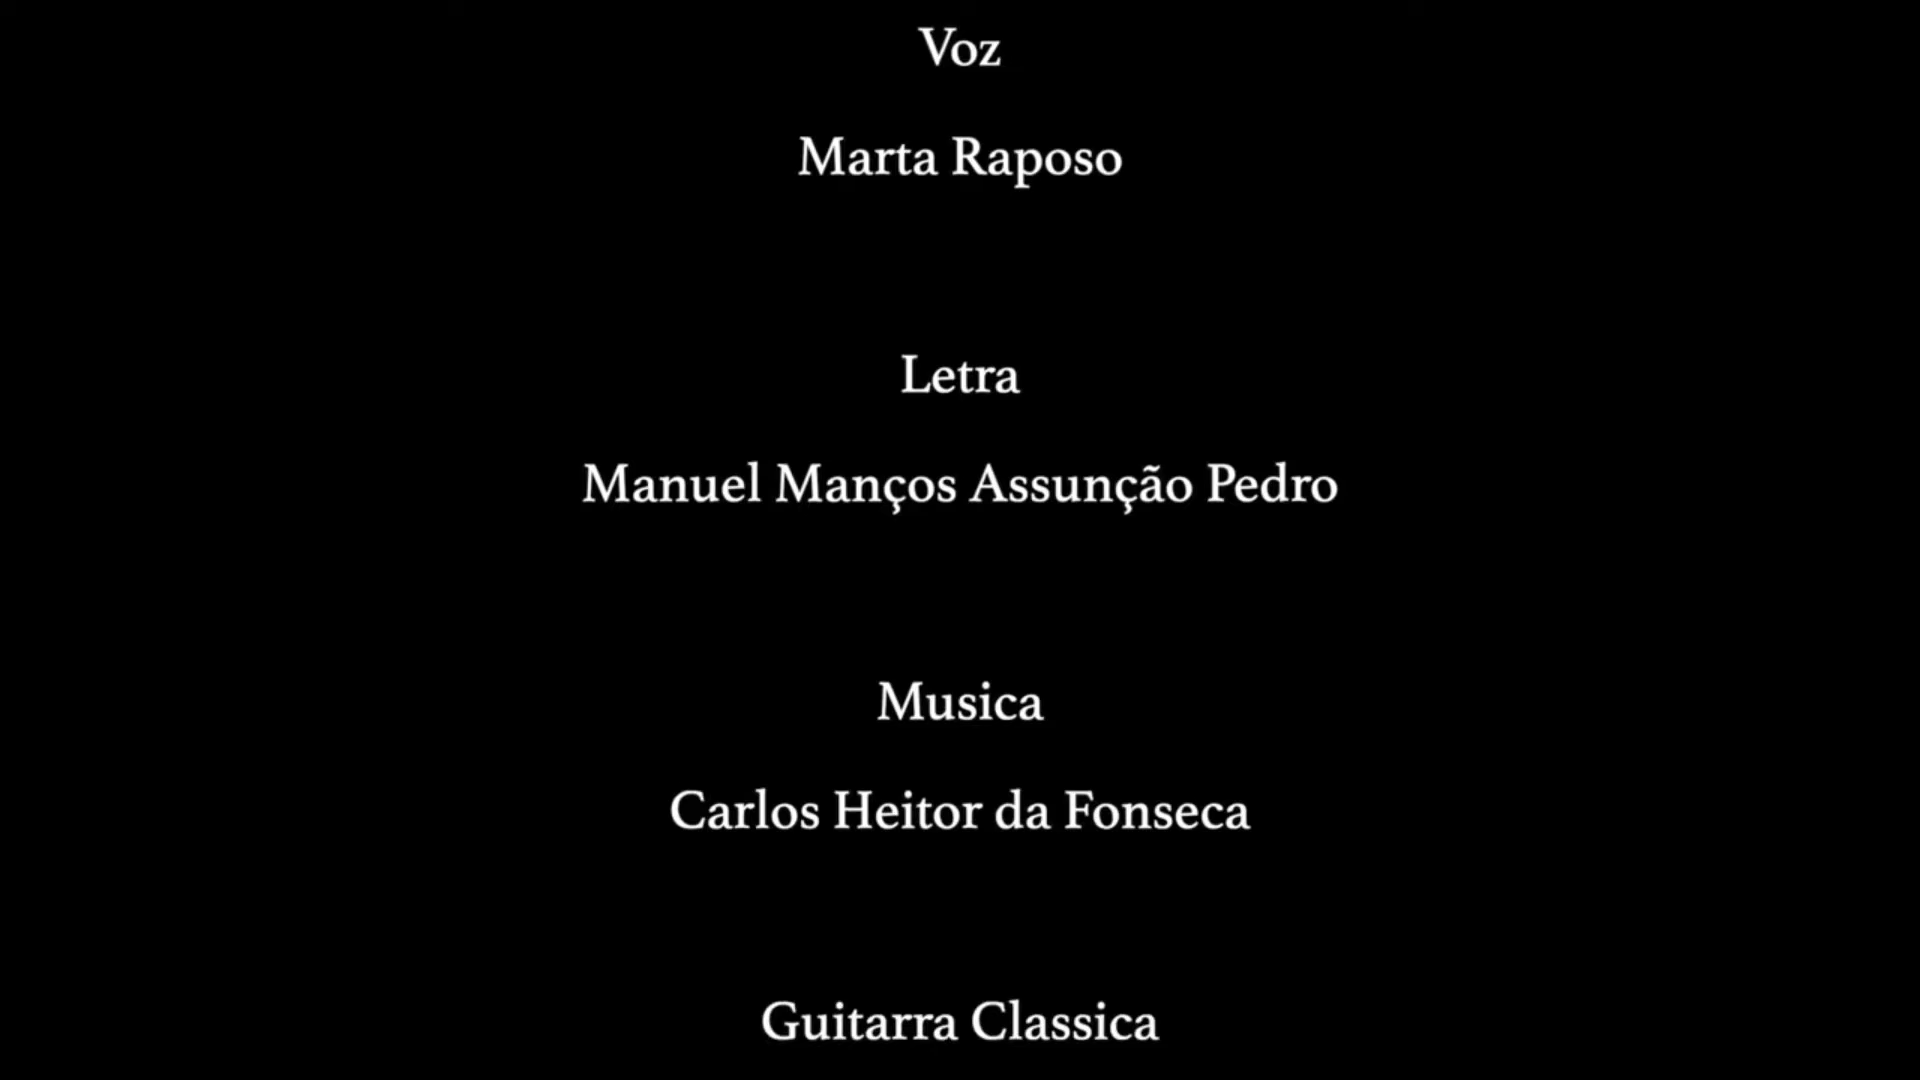 Voz
Marta Raposo
Letra
Manuel Manços Assunção Pedro
Musica
Carlos Heitor da Fonseca
Guitarra Classica